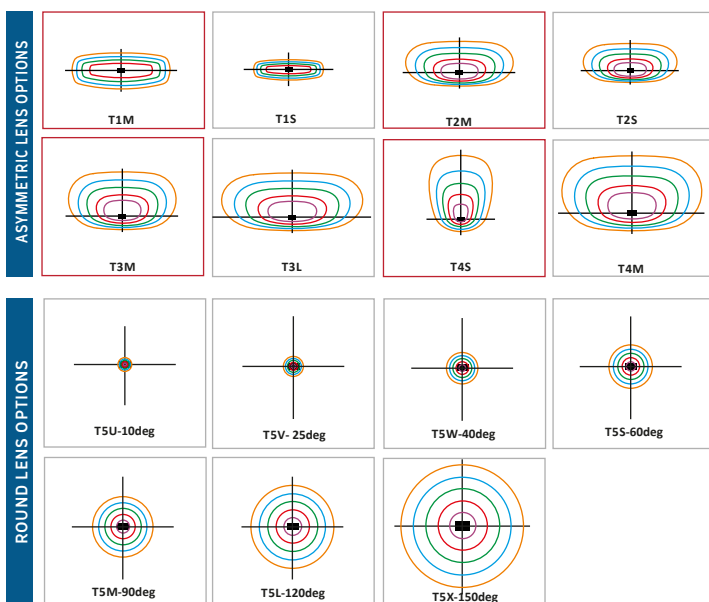 ASYMMETRIC LENS OPTIONS
T1M
T1S
T2M
T2S
T3M
T3L
T4S
T4M
ROUND LENS OPTIONS
T5U-10deg
T5V- 25deg
T5W-40deg
T5S-60deg
T5M-90deg
T5L-120deg
T5X-150deg